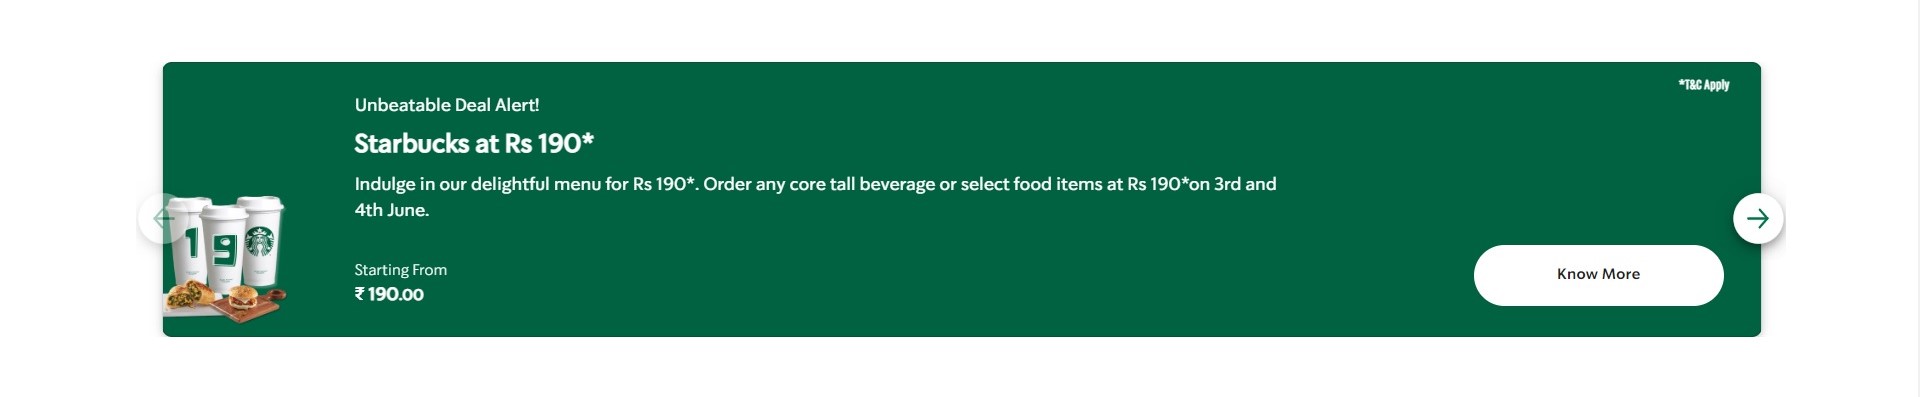 *T&C Apply
Unbeatable Deal Alert!
Starbucks at Rs 190*
Indulge in our delightful menu for Rs 190*. Order any core tall beverage or select food items at Rs 190*on 3rd and
4th June.
19
Starting From
₹ 190.00
Know More